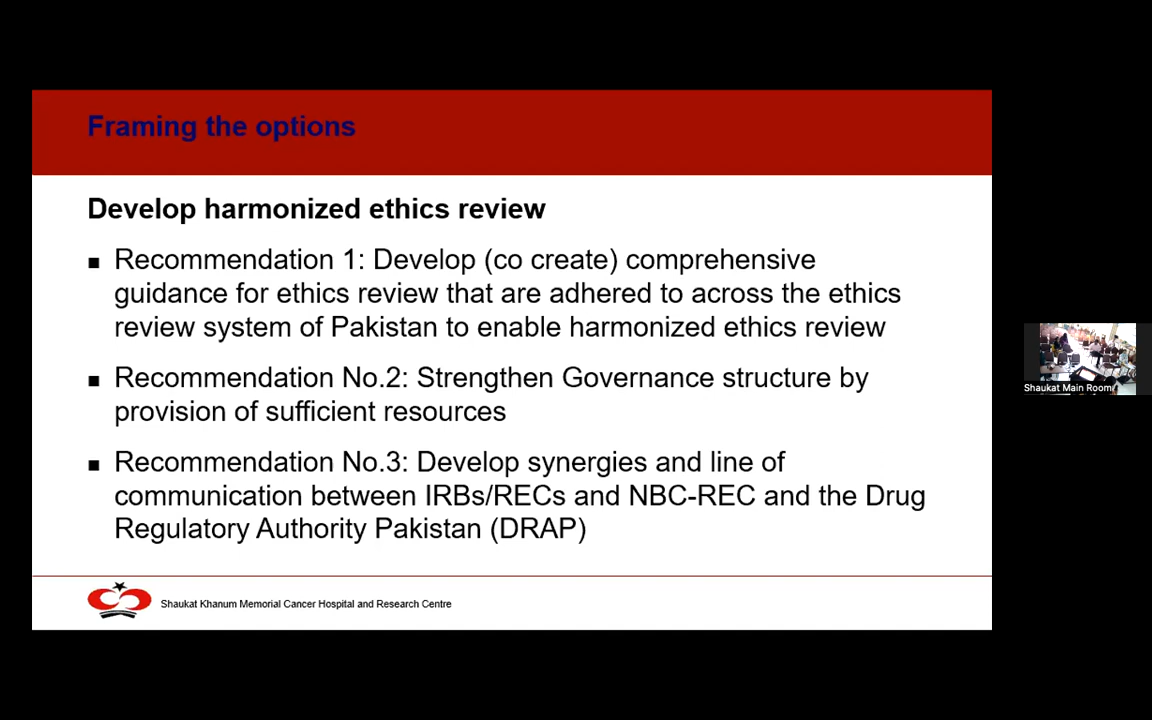 Framing the options
Develop harmonized ethics review
▪ Recommendation 1: Develop (co create) comprehensive
guidance for ethics review that are adhered to across the ethics
review system of Pakistan to enable harmonized ethics review
▪ Recommendation No.2: Strengthen Governance structure by
provision of sufficient resources
▪ Recommendation No.3: Develop synergies and line of
communication between IRBs/RECs and NBC-REC and the Drug
Regulatory Authority Pakistan (DRAP)
Shaukat Khanum Memorial Cancer Hospital and Research Centre
Shaukat Main Room